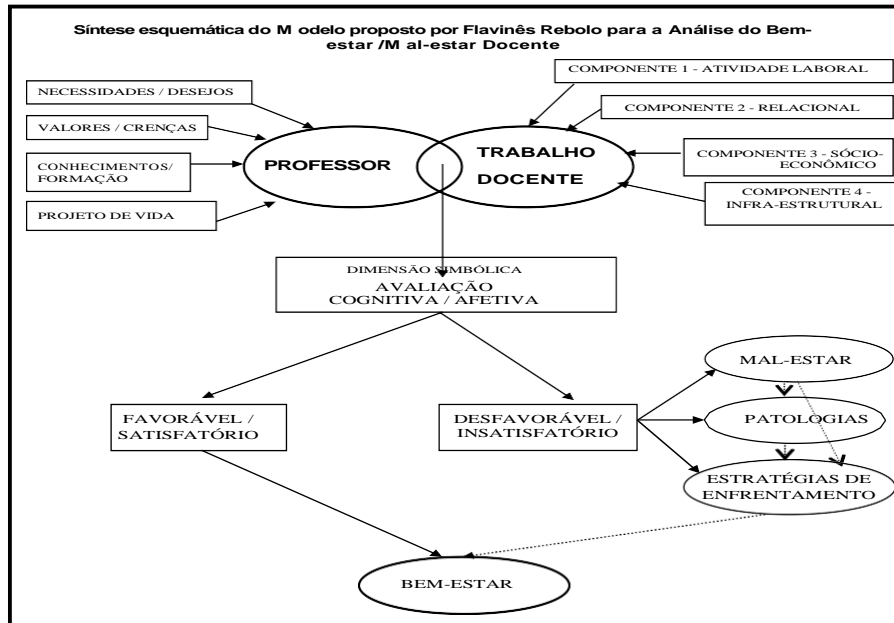 Síntese esquemática do M odelo proposto por Flavinês Rebolo para a Análise do Bem-
estar /M al-estar Docente
NECESSIDADES / DESEJOS
VALORES / CRENÇAS
CONHECIMENTOS/
FORMAÇÃO
PROJETO DE VIDA
PROFESSOR
TRABALHO
DOCENTE
COMPONENTE 1 - ATIVIDADE LABORAL
COMPONENTE 2 - RELACIONAL
COMPONENTE 3 - SÓCIO-
ECONÔMICO
COMPONENTE 4 -
INFRA-ESTRUTURAL
DIMENSÃO SIMBÓLICA
AVALIAÇÃO
COGNITIVA / AFETIVA
FAVORÁVEL /
SATISFATÓRIO
DESFAVORÁVEL /
INSATISFATÓRIO
MAL-ESTAR
PATOLOGIAS
ESTRATÉGIAS DE
ENFRENTAMENTO
BEM-ESTAR